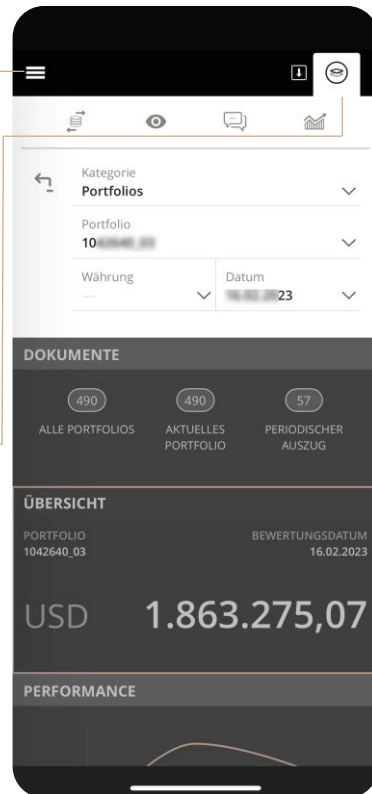 Kategorie
Portfolios
Portfolio
10
Währung
Datum
23
DOKUMENTE
490
490
57
ALLE PORTFOLIOS
AKTUELLES
PORTFOLIO
PERIODISCHER
AUSZUG
ÜBERSICHT
PORTFOLIO
BEWERTUNGSDATUM
1042640_03
16.02.2023
USD
1.863.275,07
PERFORMANCE